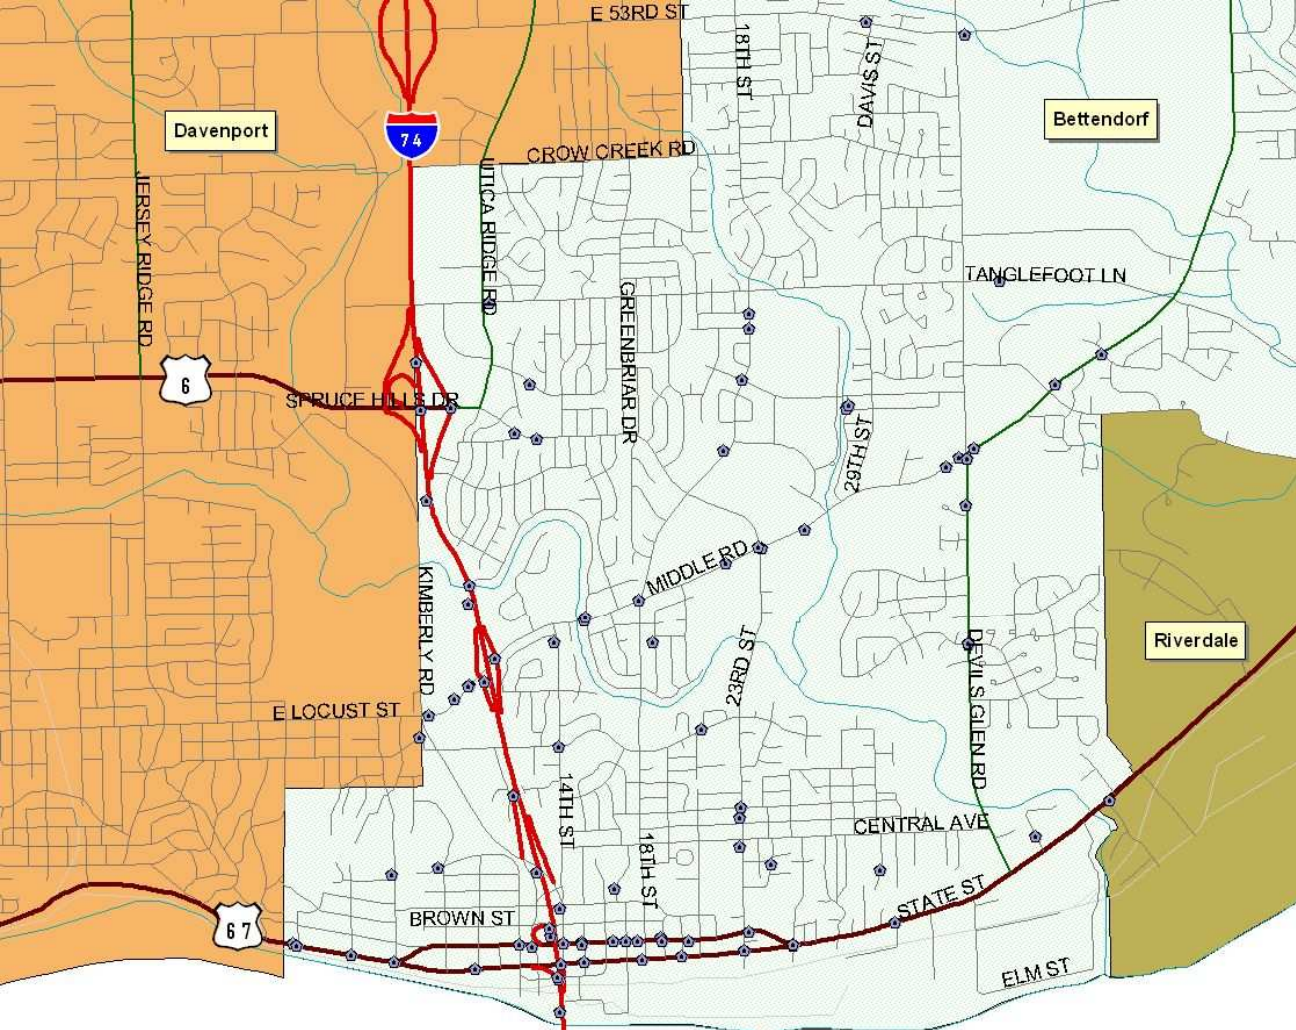 E 53RD ST
18TH ST
DAVIS ST
Davenport
Bettendorf
74
CROW CREEK RD
JERSEY RIDGE RD
UTICA RIDGE RD
TANGLEFOOT LN
GREENBRIAR DR
6
SPRUCE HILLS DR
29TH ST
MIDDLE RD
KIMBERLY RD
23RD ST
DEVILS GLEN RD
Riverdale
E LOCUST ST
14TH ST
18TH ST
CENTRAL AVE
STATE ST
BROWN ST
67
ELM ST